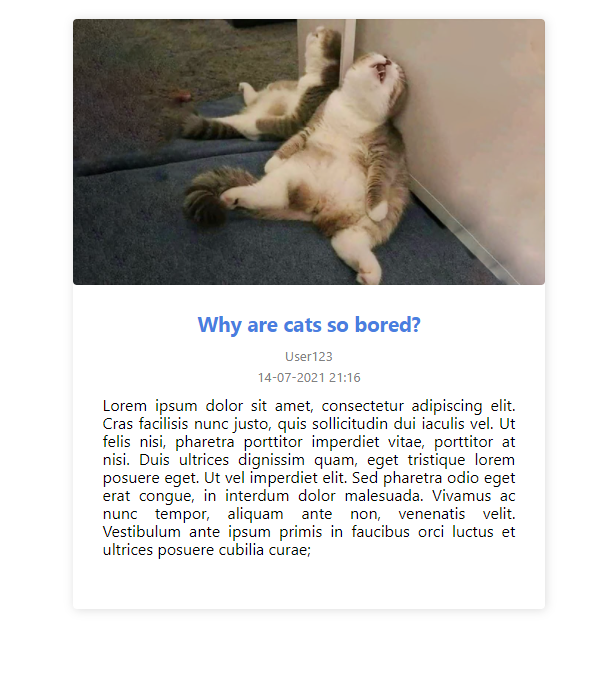 Why are cats so bored?
User123
14-07-2021 21:16
Lorem ipsum dolor sit amet, consectetur adipiscing elit.
Cras facilisis nunc justo, quis sollicitudin dui iaculis vel. Ut
felis nisi, pharetra porttitor imperdiet vitae, porttitor at
nisi. Duis ultrices dignissim quam, eget tristique lorem
posuere eget. Ut vel imperdiet elit. Sed pharetra odio eget
erat congue, in interdum dolor malesuada. Vivamus ac
nunc tempor, aliquam ante non, venenatis velit.
Vestibulum ante ipsum primis in faucibus orci luctus et
ultrices posuere cubilia curae;